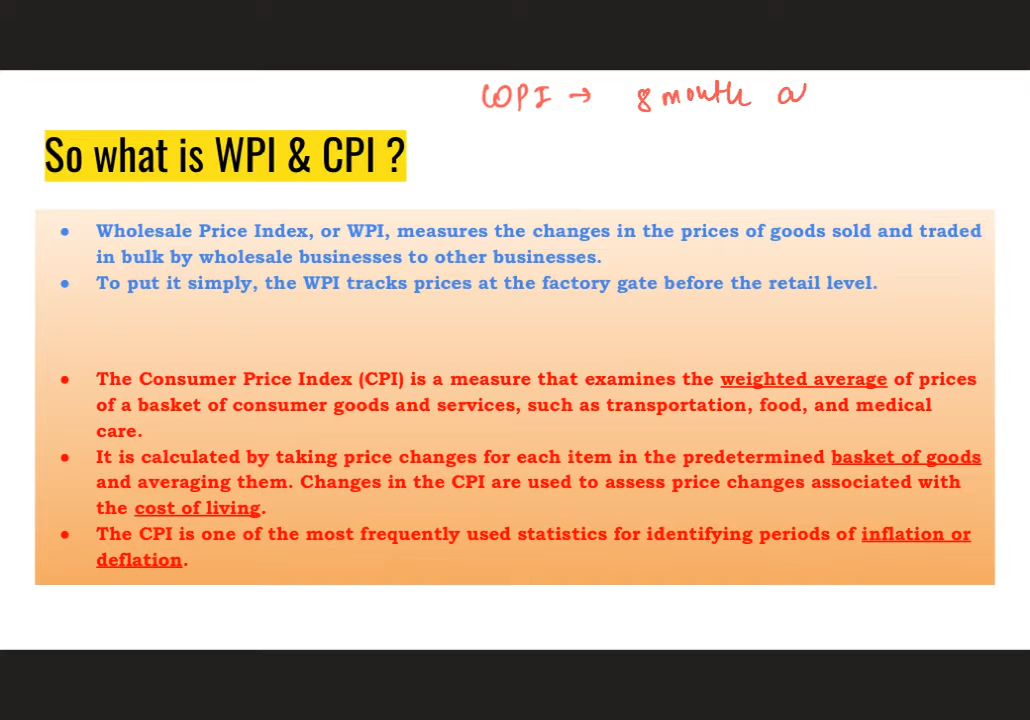 WPI → 8 month a
So what is WPI & CPI ?
● Wholesale Price Index, or WPI, measures the changes in the prices of goods sold and traded
in bulk by wholesale businesses to other businesses.
● To put it simply, the WPI tracks prices at the factory gate before the retail level.
● The Consumer Price Index (CPI) is a measure that examines the weighted average of prices
of a basket of consumer goods and services, such as transportation, food, and medical
care.
● It is calculated by taking price changes for each item in the predetermined basket of goods
and averaging them. Changes in the CPI are used to assess price changes associated with
the cost of living.
● The CPI is one of the most frequently used statistics for identifying periods of inflation or
deflation.